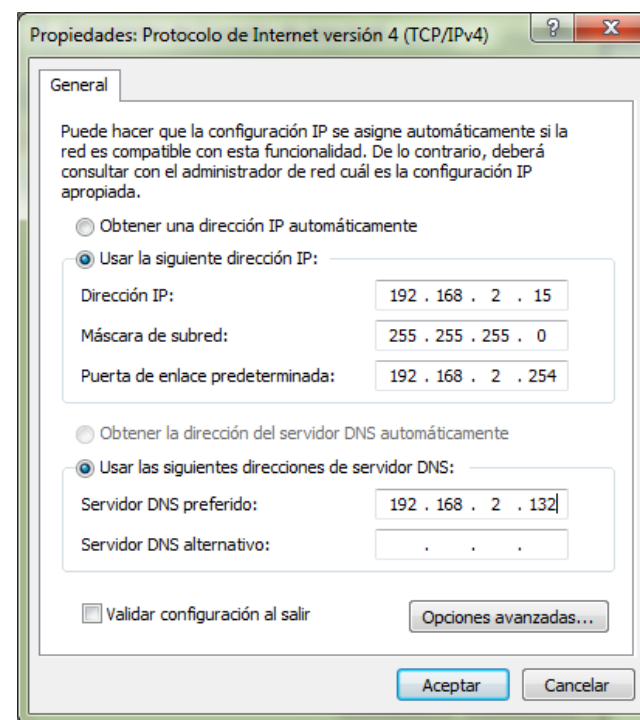 Propiedades: Protocolo de Internet versión 4 (TCP/IPv4)
General
Puede hacer que la configuración IP se asigne automáticamente si la
red es compatible con esta funcionalidad. De lo contrario, deberá
consultar con el administrador de red cuál es la configuración IP
apropiada.
Obtener una dirección IP automáticamente
Usar la siguiente dirección IP:
Dirección IP: 192 . 168 . 2 . 15
Máscara de subred: 255 . 255 . 255 . 0
Puerta de enlace predeterminada: 192 . 168 . 2 . 254
Obtener la dirección del servidor DNS automáticamente
Usar las siguientes direcciones de servidor DNS:
Servidor DNS preferido: 192 . 168 . 2 . 132
Servidor DNS alternativo: . . .
Validar configuración al salir Opciones avanzadas...
Aceptar Cancelar